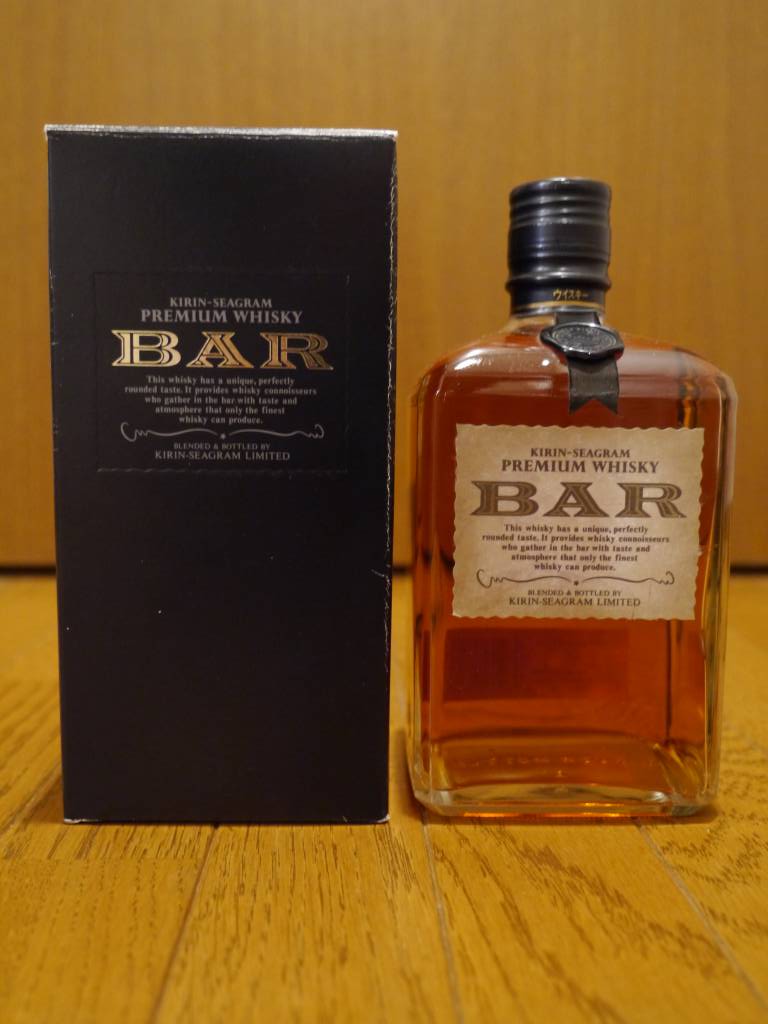 KIRIN-SEAGRAM
PREMIUM WHISKY
BAR
This whisky has a unique, perfectly
rounded taste. It provides whisky connoisseurs
who gather in the bar with taste and
atmosphere that only the finest
whisky can produce.
BLENDED & BOTTLED BY
KIRIN-SEAGRAM LIMITED
ウイスキー
KIRIN-SEAGRAM
PREMIUM WHISKY
BAR
This whisky has a unique, perfectly
rounded taste. It provides whisky connoisseurs
who gather in the bar with taste and
atmosphere that only the finest
whisky can produce.
BLENDED & BOTTLED BY
KIRIN-SEAGRAM LIMITED